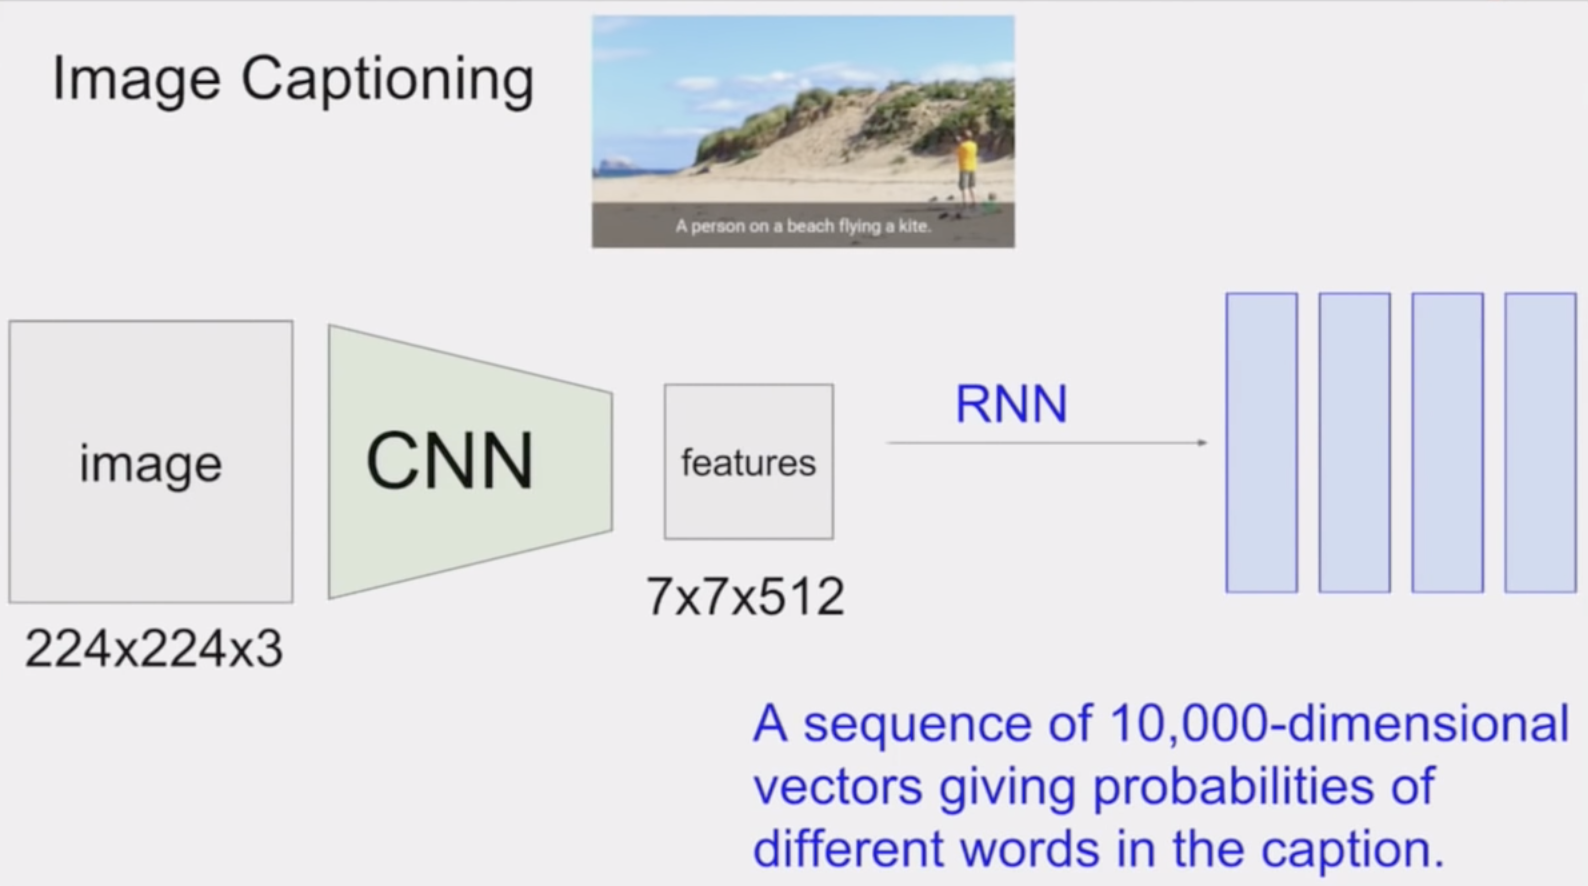 Image Captioning
A person on a beach flying a kite.
image
CNN
features
RNN
224x224x3
7x7x512
A sequence of 10,000-dimensional
vectors giving probabilities of
different words in the caption.